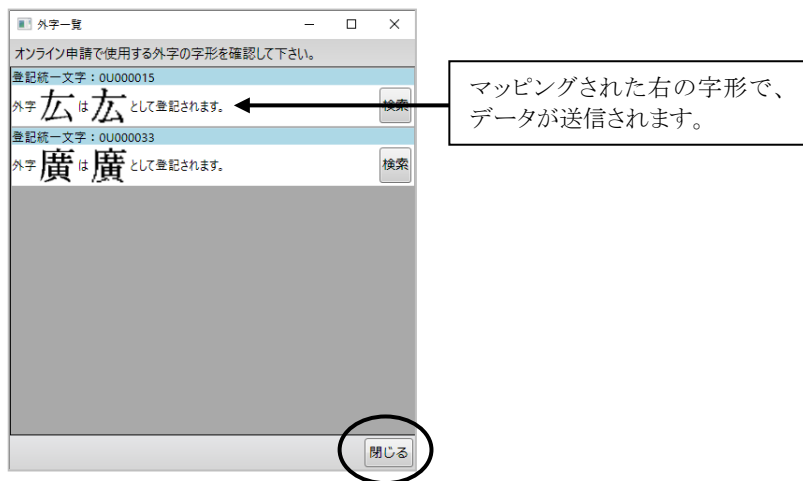 外字一覧
オンライン申請で使用する外字の字形を確認して下さい。
登記統一文字：0U000015
外字 は として登記されます。
検索
登記統一文字：0U000033
外字 廣 は 廣 として登記されます。
検索
閉じる
マッピングされた右の字形で、
データが送信されます。